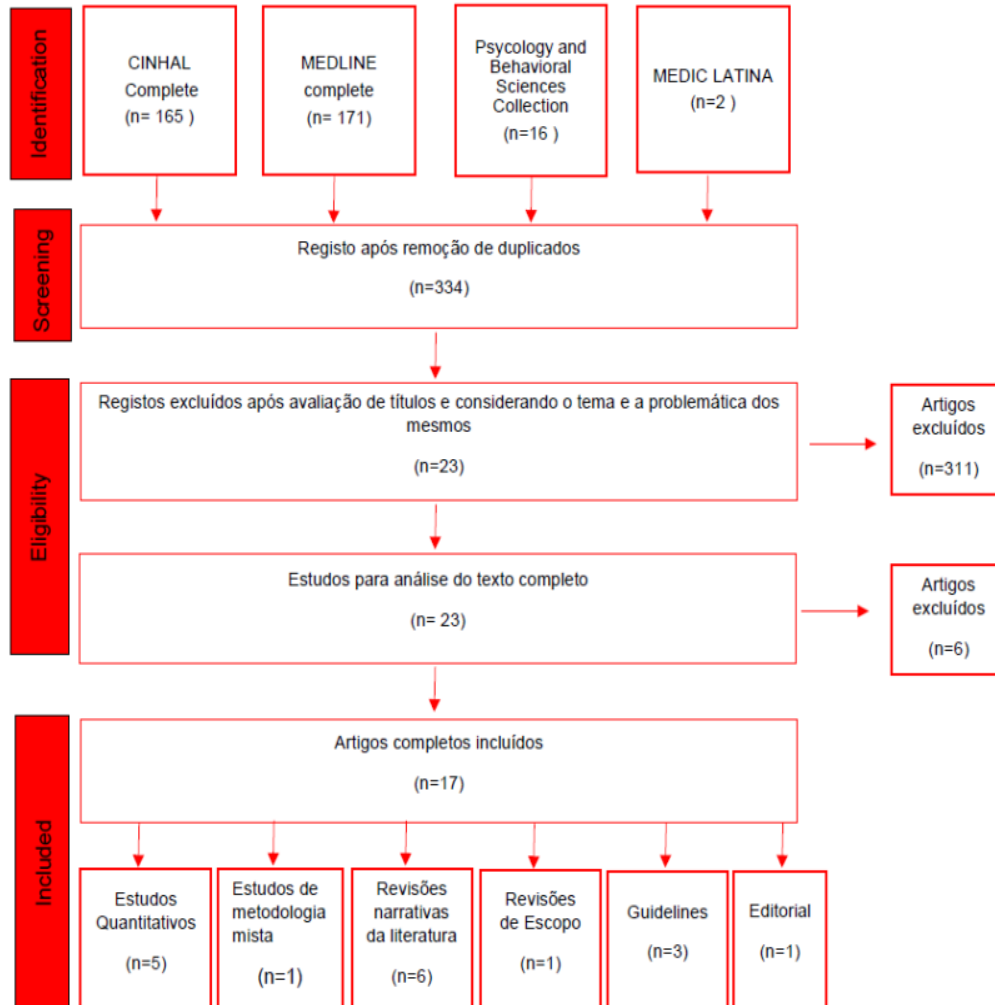 Identification
CINHAL
Complete
(n= 165 )
MEDLINE
complete
(n= 171)
Psycology and
Behavioral
Sciences
Collection
(n=16 )
MEDIC LATINA
(n=2 )
Screening
Registo após remoção de duplicados
(n=334)
Eligibility
Registos excluídos após avaliação de títulos e considerando o tema e a problemática dos
mesmos
(n=23)
Artigos
excluídos
(n=311)
Estudos para análise do texto completo
(n= 23)
Artigos
excluídos
(n=6)
Included
Artigos completos incluídos
(n=17)
Estudos
Quantitativos
(n=5)
Estudos de
metodologia
mista
(n=1)
Revisões
narrativas
da literatura
(n=6)
Revisões
de Escopo
(n=1)
Guidelines
(n=3)
Editorial
(n=1)